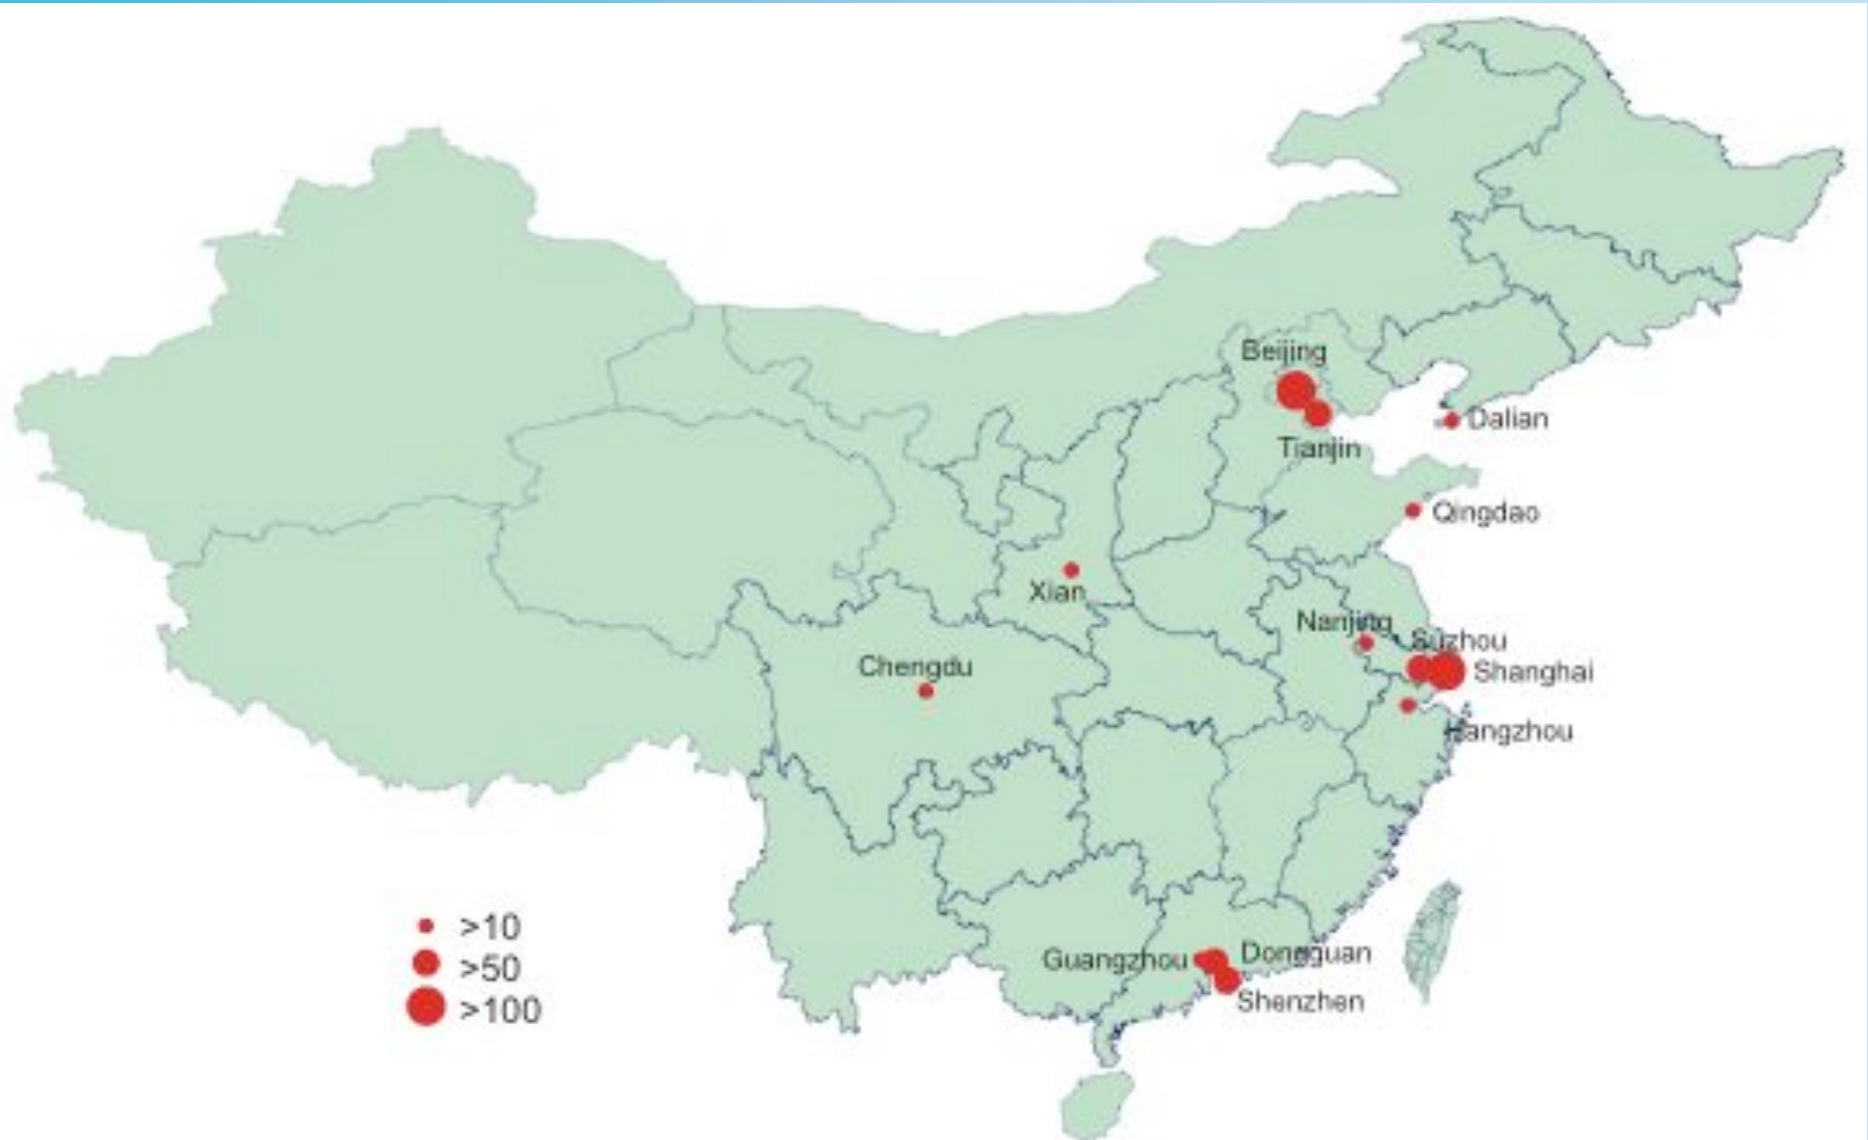 Beijing
Dalian
Tianjin
Qingdao
Xian
Nanjing
Suzhou
Chengdu
Shanghai
Hangzhou
>10
Guangzhou
Dongguan
>50
Shenzhen
>100